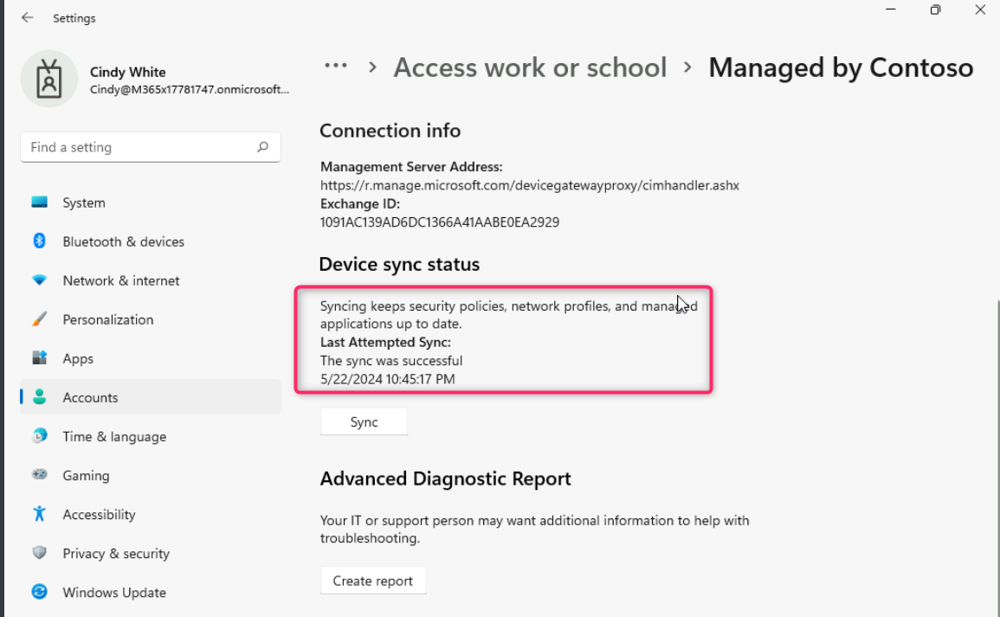 Settings
Cindy White
Cindy@M365x17781747.onmicrosoft...
Find a setting
System
Bluetooth & devices
Network & internet
Personalization
Apps
Accounts
Time & language
Gaming
Accessibility
Privacy & security
Windows Update
... > Access work or school > Managed by Contoso
Connection info
Management Server Address:
https://r.manage.microsoft.com/devicegatewayproxy/cimhandler.ashx
Exchange ID:
1091AC139AD6DC1366A41AABE0EA2929
Device sync status
Syncing keeps security policies, network profiles, and managed
applications up to date.
Last Attempted Sync:
The sync was successful
5/22/2024 10:45:17 PM
Sync
Advanced Diagnostic Report
Your IT or support person may want additional information to help with
troubleshooting.
Create report